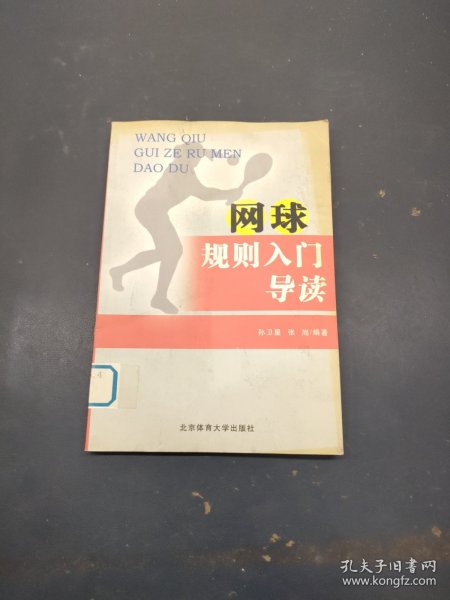 WANG QIU
GUI ZE RU MEN
DAO DU
网球
规则入门
导读
孙卫星 张旭/编著
4
北京体育大学出版社
孔夫子旧书网
www.kongfz.com